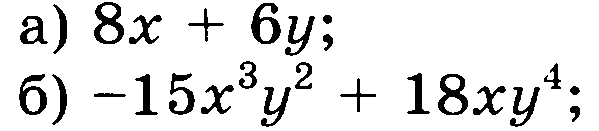 а) 8x + 6y;
б) −15x³y² + 18xy⁴;